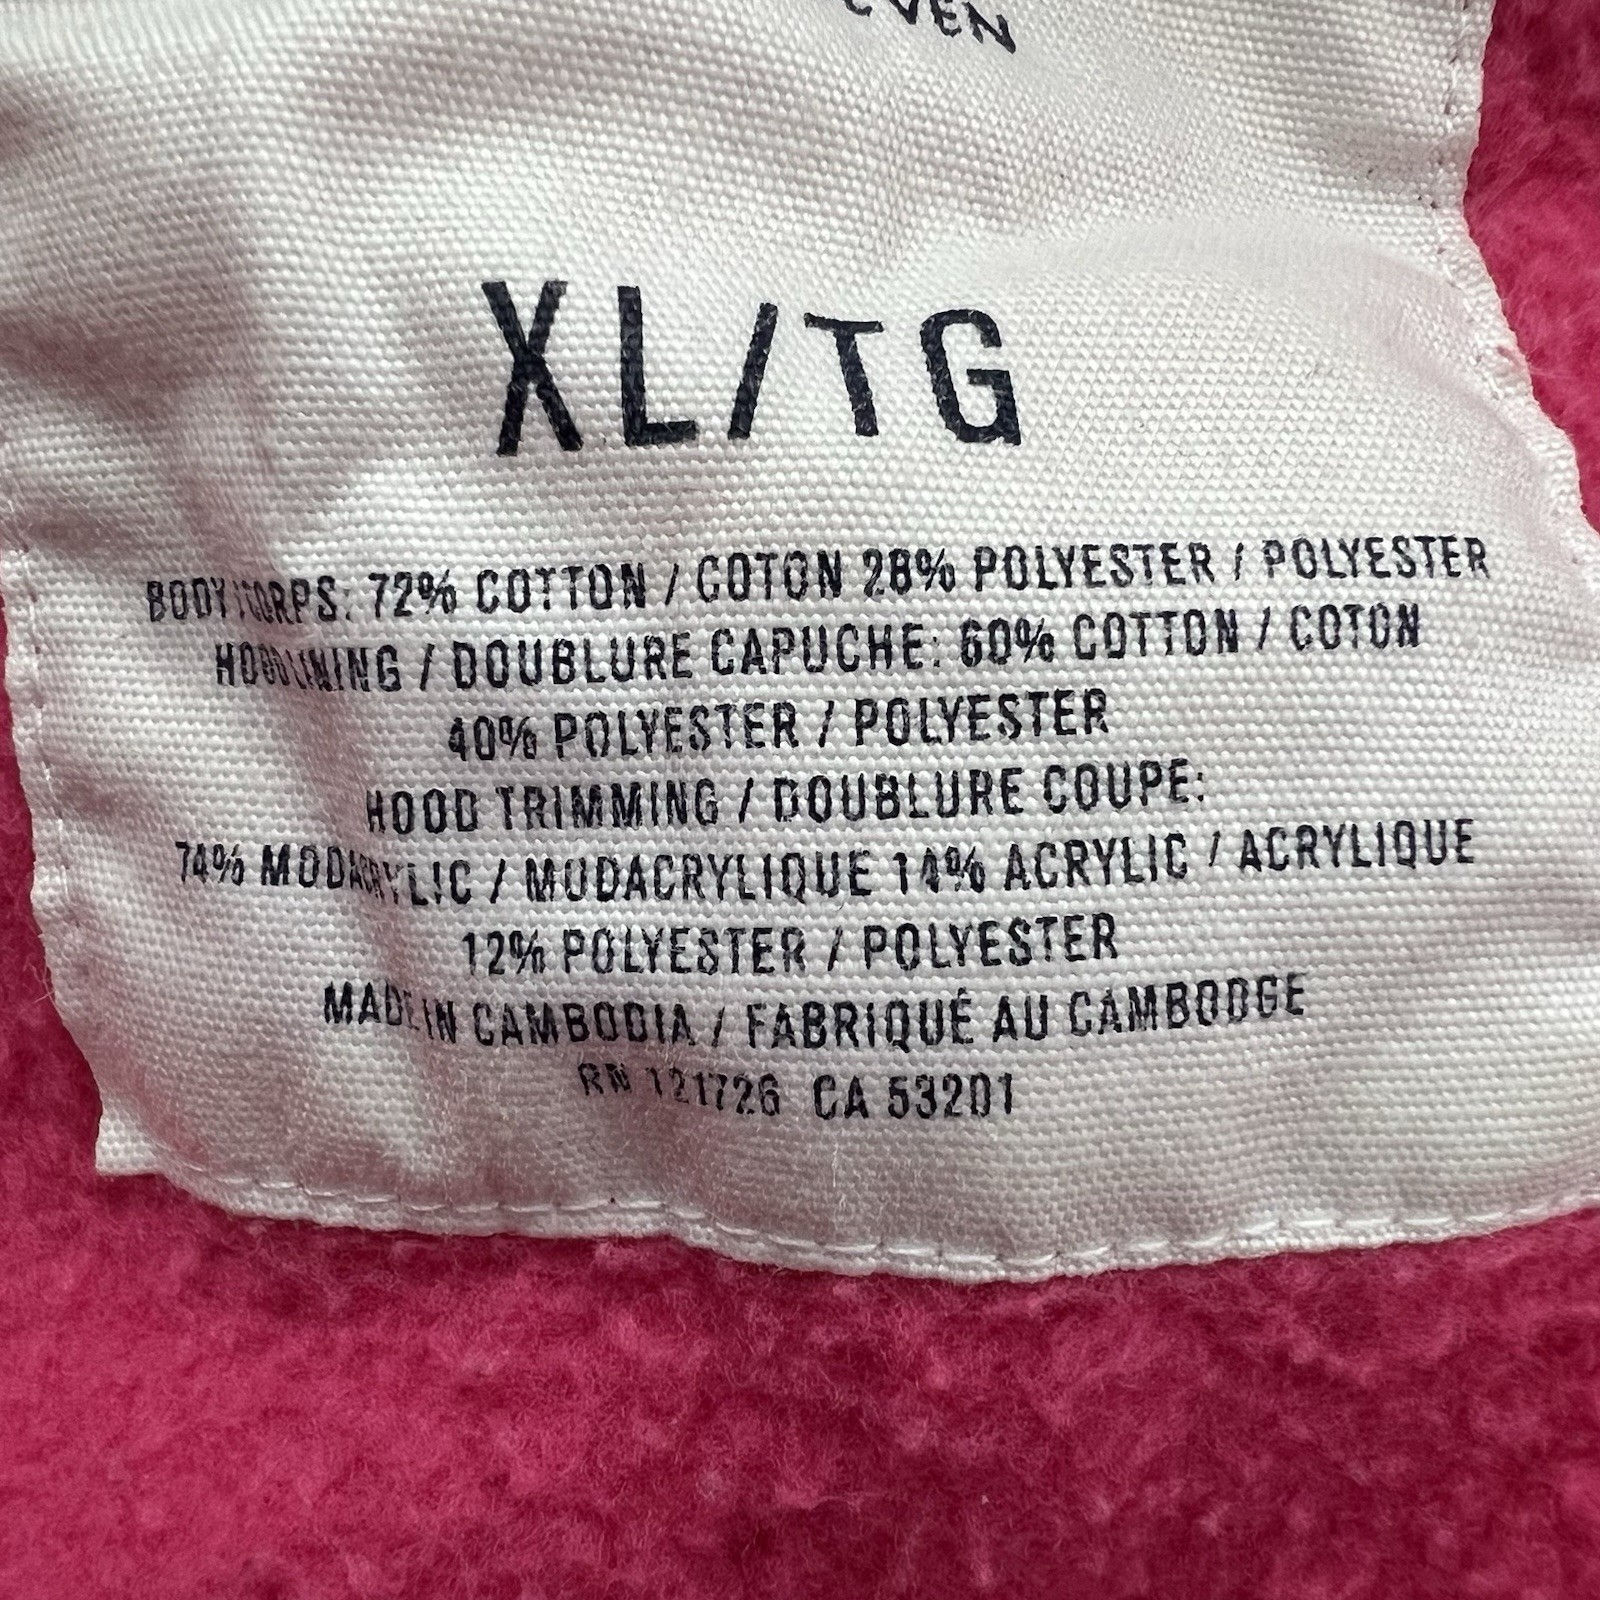 XL/TG
BODY/CORPS: 72% COTTON / COTON 28% POLYESTER / POLYESTER
HOOD LINING / DOUBLURE CAPUCHE: 60% COTTON / COTON
40% POLYESTER / POLYESTER
HOOD TRIMMING / DOUBLURE COUPE:
74% MODACRYLIC / MODACRYLIQUE 14% ACRYLIC / ACRYLIQUE
12% POLYESTER / POLYESTER
MADE IN CAMBODIA / FABRIQUÉ AU CAMBODGE
RN 121726 CA 53201